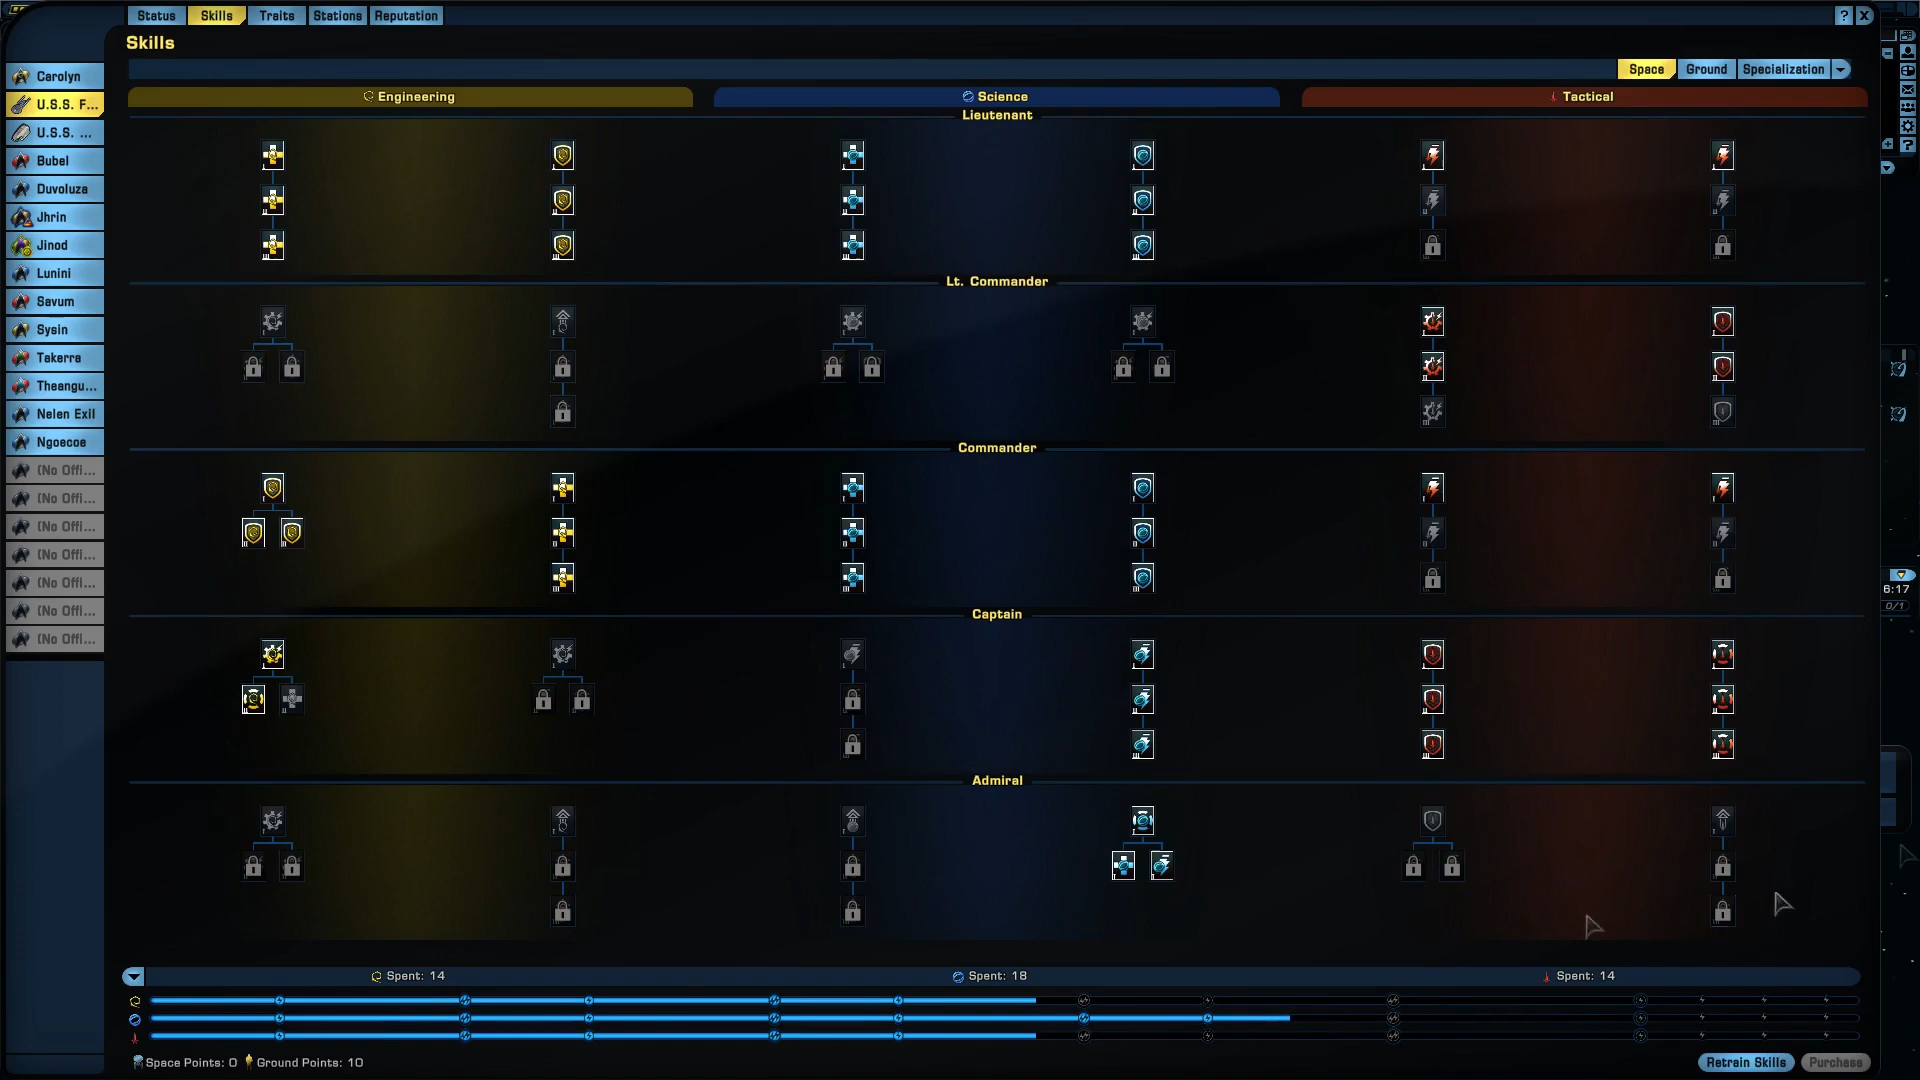 Status Skills Traits Stations Reputation ? X
Skills
Space Ground Specialization
Engineering Science Tactical
Carolyn
U.S.S. F...
U.S.S. ...
Bubel
Duvoluza
Jhrin
Jinod
Lunini
Savum
Sysin
Takerra
Theangu...
Nelen Exil
Ngoecoe
(No Offi...
(No Offi...
(No Offi...
(No Offi...
(No Offi...
(No Offi...
(No Offi...
Lieutenant
Lt. Commander
Commander
Captain
Admiral
6:17
0/1
Spent: 14 Spent: 18 Spent: 14
Space Points: 0 Ground Points: 10
Retrain Skills Purchase